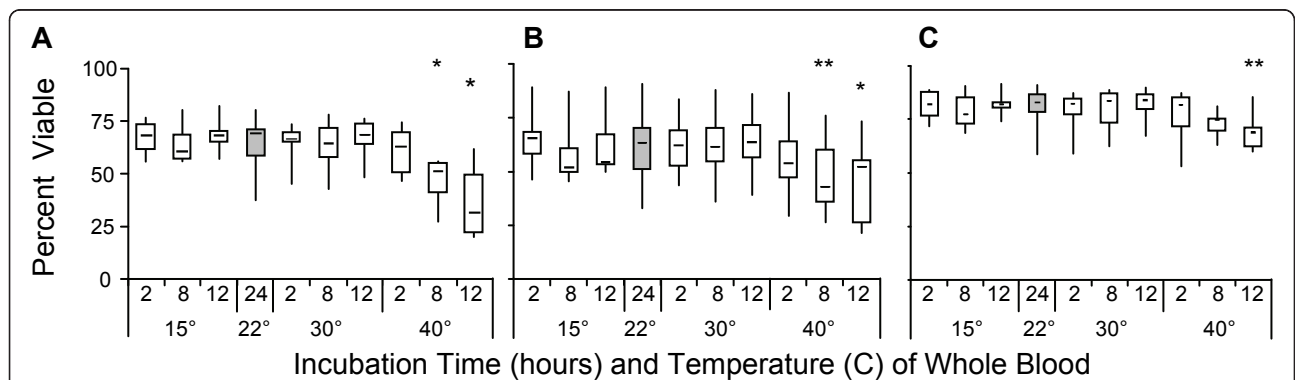 A B C
* ** **
* *
Percent Viable
100
75
50
25
0
2 8 12 24 2 8 12 2 8 12 2 8 12 24 2 8 12 2 8 12 2 8 12 24 2 8 12 2 8 12
15° 22° 30° 40° 15° 22° 30° 40° 15° 22° 30° 40°
Incubation Time (hours) and Temperature (C) of Whole Blood